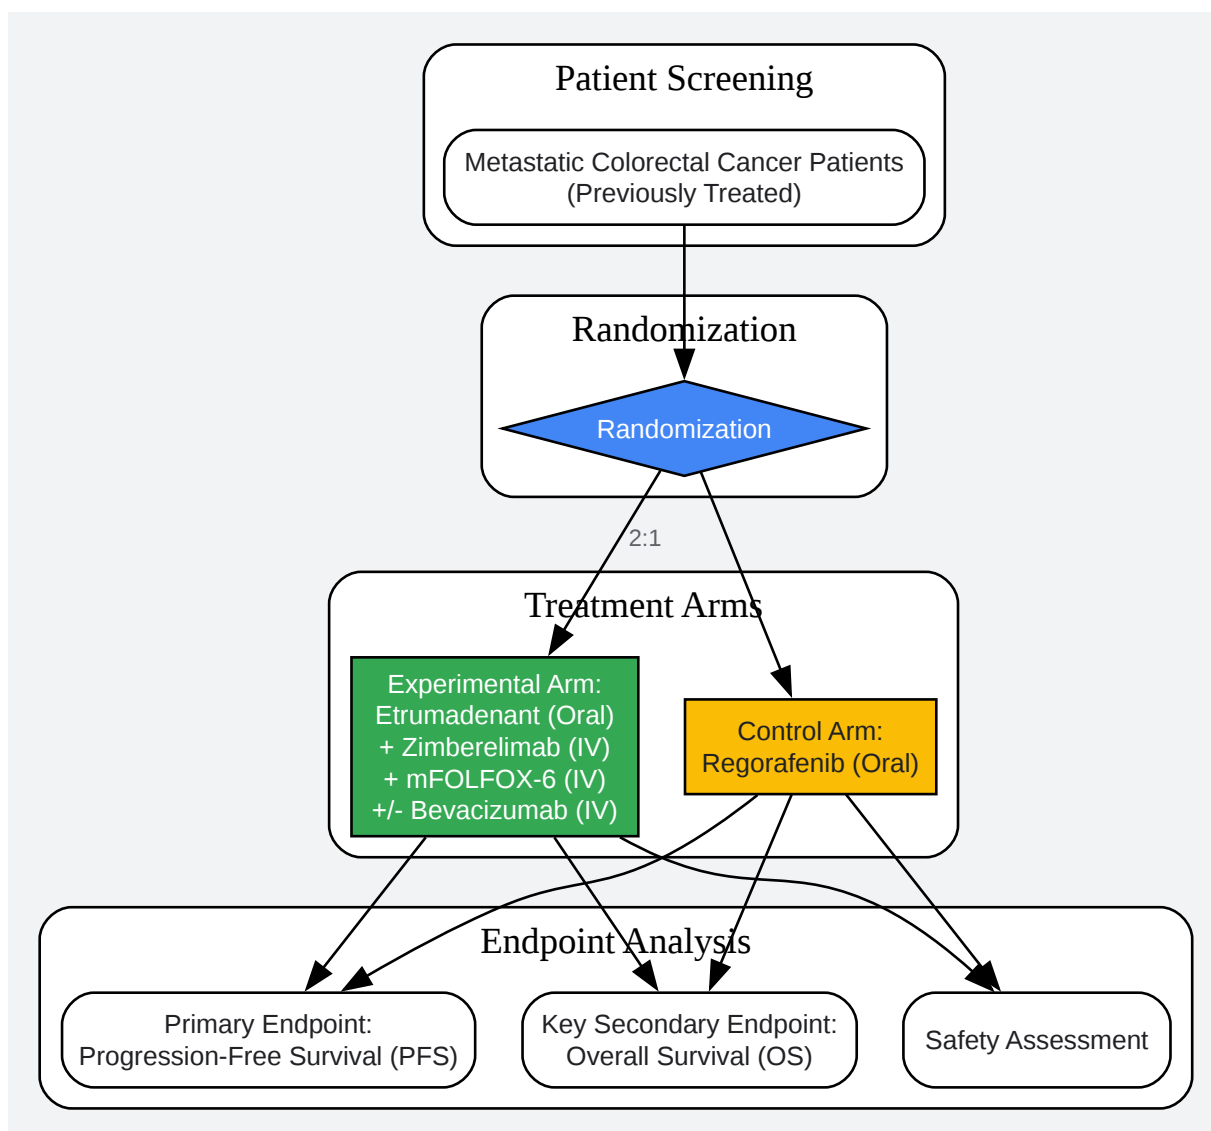 Patient Screening
Metastatic Colorectal Cancer Patients
(Previously Treated)
Randomization
Randomization
2:1
Treatment Arms
Experimental Arm:
Etrumadenant (Oral)
+ Zimberelimab (IV)
+ mFOLFOX-6 (IV)
+/- Bevacizumab (IV)
Control Arm:
Regorafenib (Oral)
Endpoint Analysis
Primary Endpoint:
Progression-Free Survival (PFS)
Key Secondary Endpoint:
Overall Survival (OS)
Safety Assessment